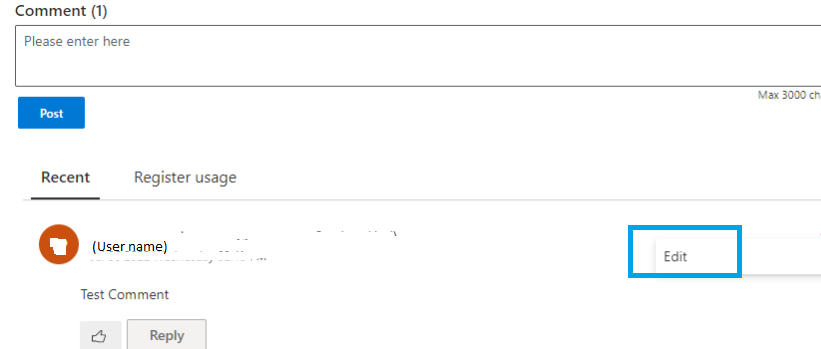 Comment (1)
Please enter here
Max 3000 ch
Post
Recent
Register usage
(User name)
Edit
Test Comment
Reply